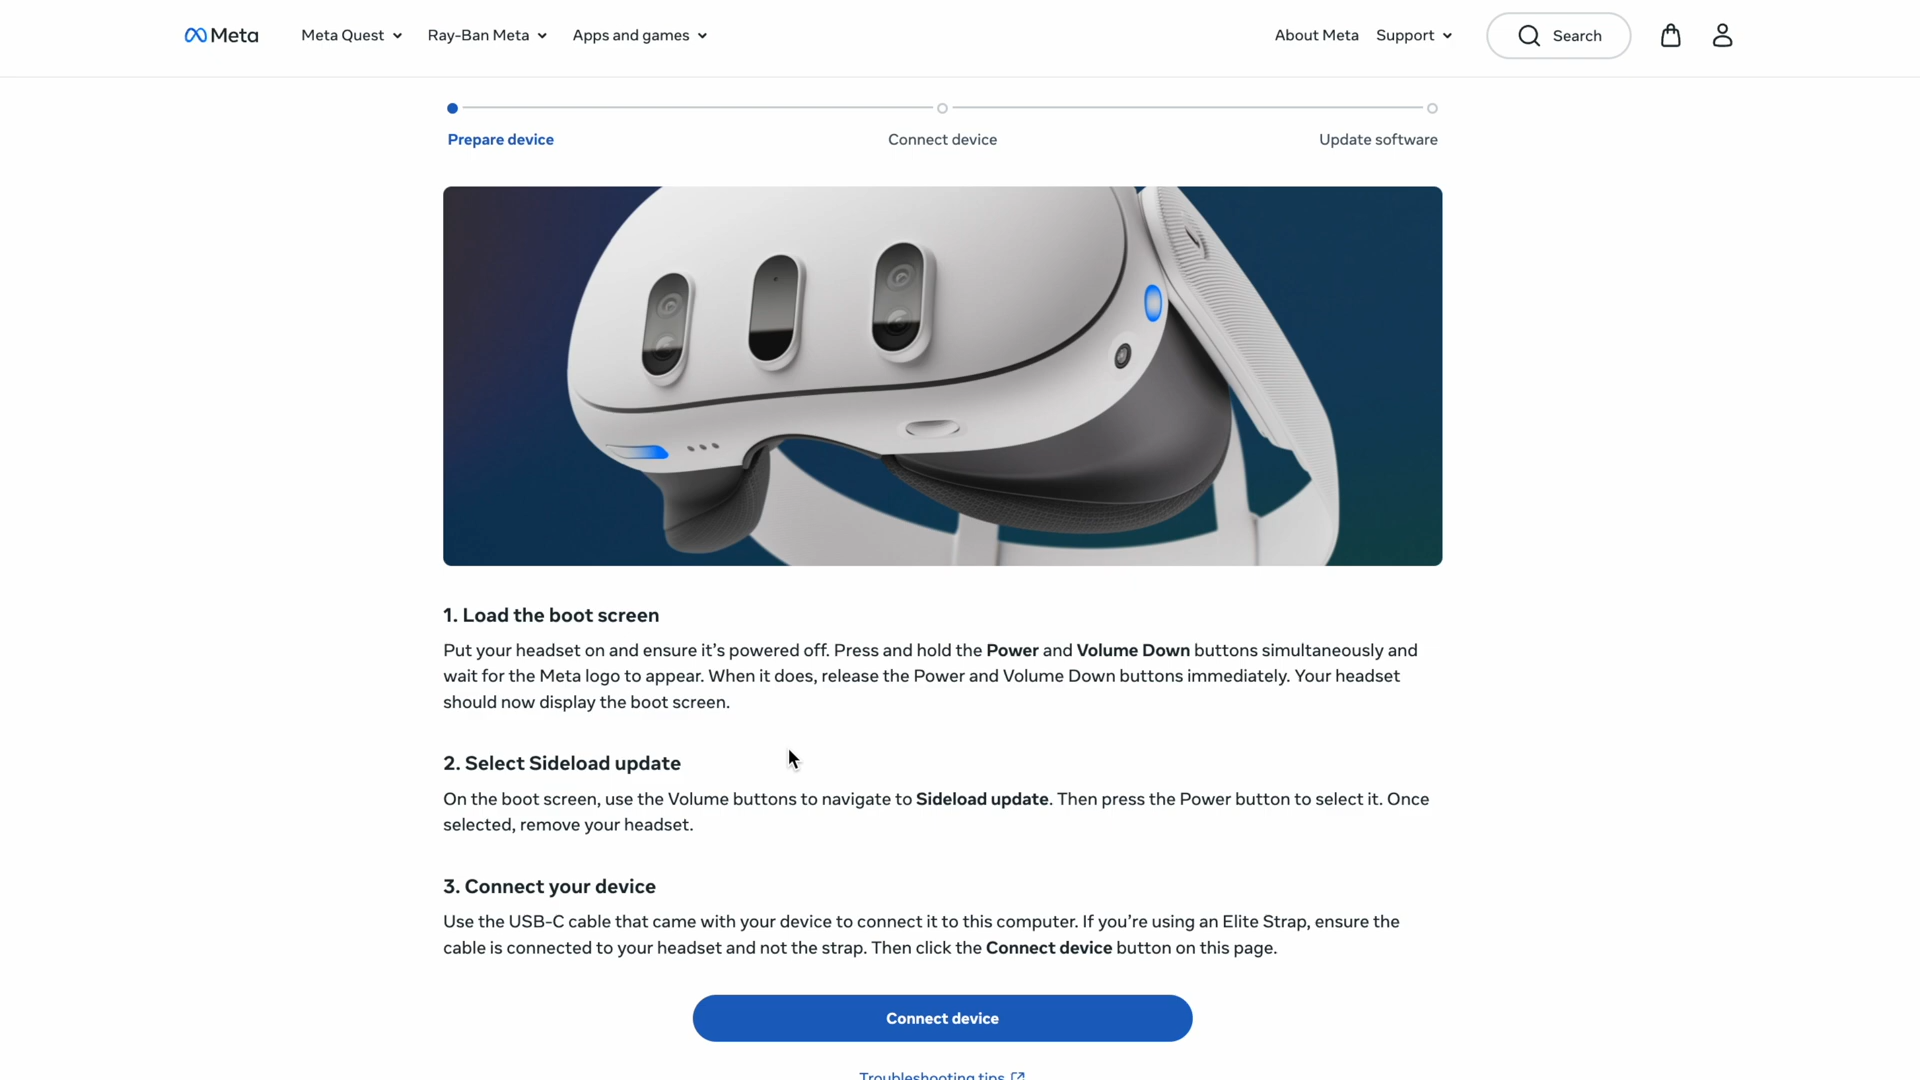 Meta
Meta Quest
Ray-Ban Meta
Apps and games
About Meta
Support
Search
Prepare device
Connect device
Update software
1. Load the boot screen
Put your headset on and ensure it’s powered off. Press and hold the Power and Volume Down buttons simultaneously and
wait for the Meta logo to appear. When it does, release the Power and Volume Down buttons immediately. Your headset
should now display the boot screen.
2. Select Sideload update
On the boot screen, use the Volume buttons to navigate to Sideload update. Then press the Power button to select it. Once
selected, remove your headset.
3. Connect your device
Use the USB-C cable that came with your device to connect it to this computer. If you’re using an Elite Strap, ensure the
cable is connected to your headset and not the strap. Then click the Connect device button on this page.
Connect device
Troubleshooting tips